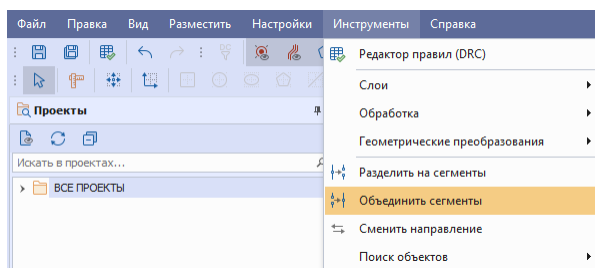 Файл Правка Вид Разместить Настройки Инструменты Справка
Редактор правил (DRC)
Слои
Проекты
Обработка
Геометрические преобразования
Искать в проектах...
Разделить на сегменты
ВСЕ ПРОЕКТЫ
Объединить сегменты
Сменить направление
Поиск объектов